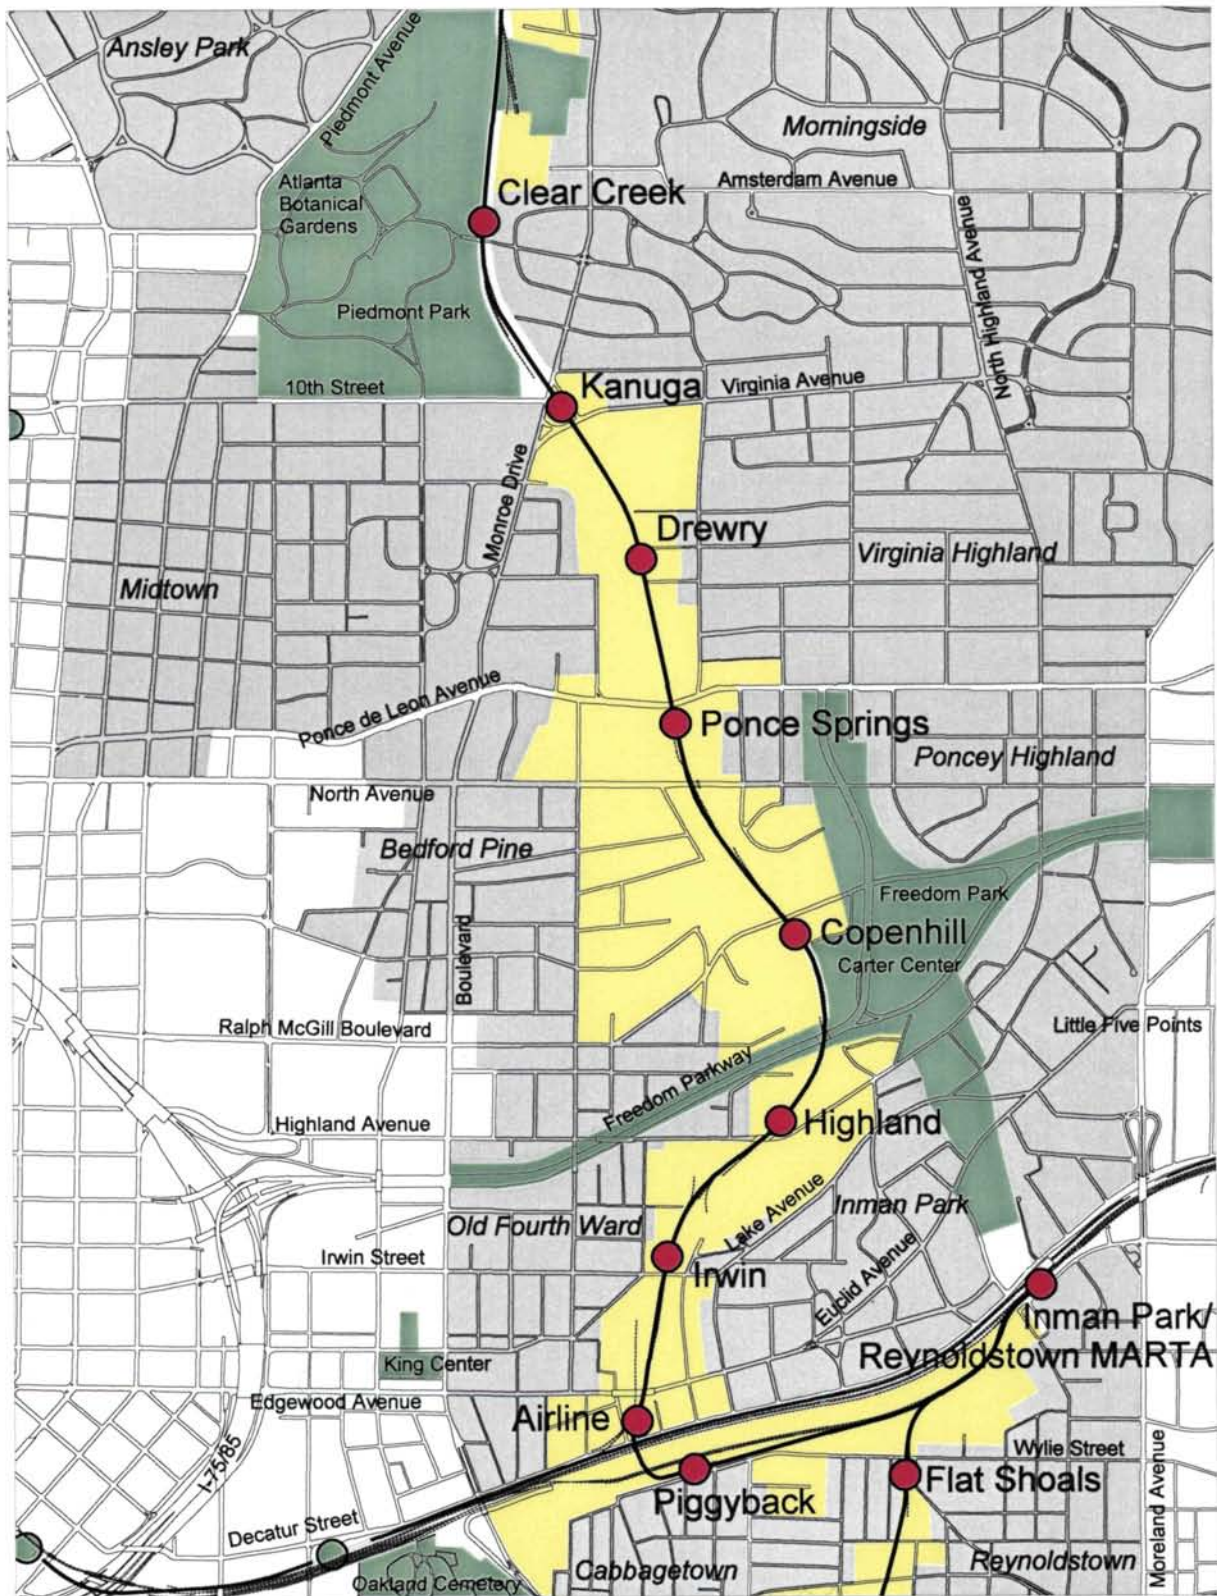 Ansley Park
Piedmont Avenue
Morningside
Amsterdam Avenue
Atlanta
Botanical
Gardens
Clear Creek
North Highland Avenue
Piedmont Park
10th Street
Kanuga
Virginia Avenue
Monroe Drive
Drewry
Virginia Highland
Midtown
Ponce de Leon Avenue
Ponce Springs
Poncey Highland
North Avenue
Bedford Pine
Freedom Park
Copenhill
Carter Center
Boulevard
Ralph McGill Boulevard
Little Five Points
Freedom Parkway
Highland Avenue
Highland
Old Fourth Ward
Lake Avenue
Inman Park
Irwin Street
Irwin
Euclid Avenue
Inman Park/
Reynoldstown MARTA
King Center
Edgewood Avenue
Airline
Wylie Street
Moreland Avenue
I-75/85
Piggyback
Flat Shoals
Decatur Street
Cabbagetown
Reynoldstown
Oakland Cemetery